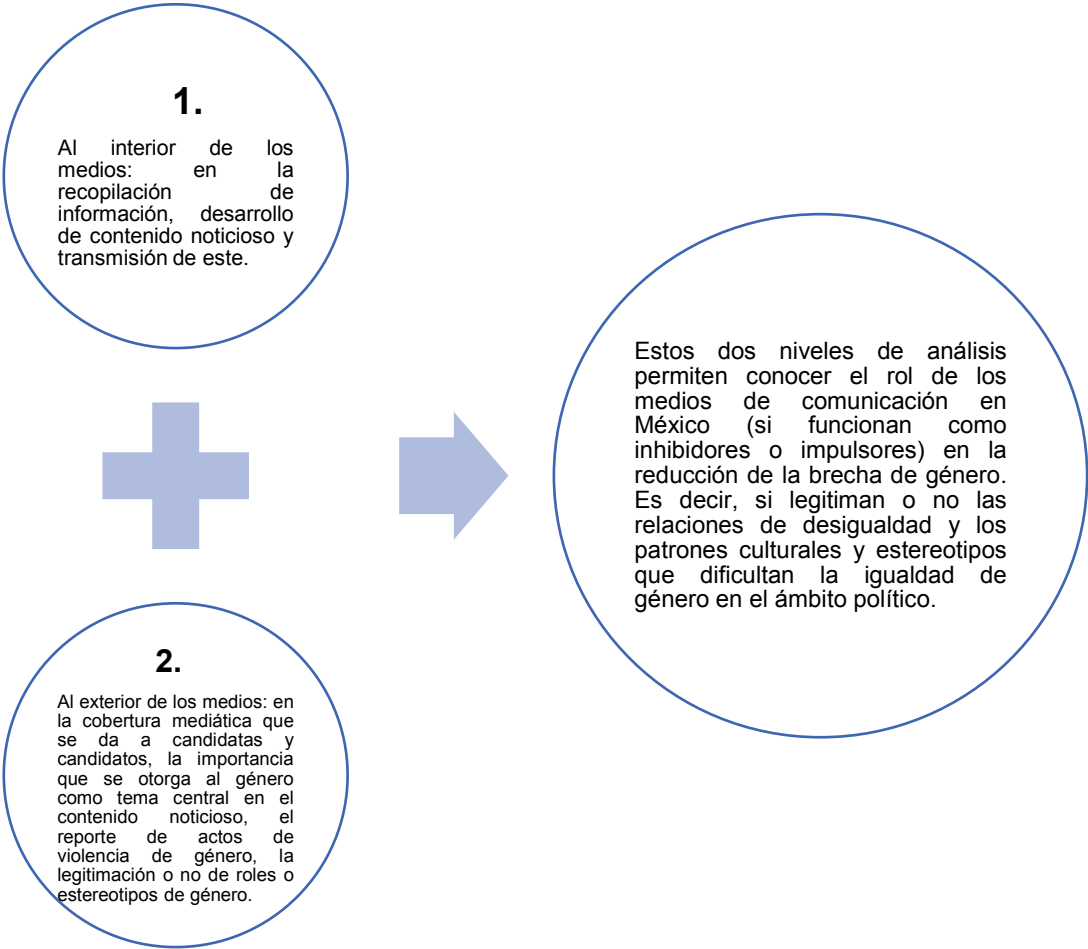 1.
Al interior de los
medios: en la
recopilación de
información, desarrollo
de contenido noticioso y
transmisión de este.
2.
Al exterior de los medios: en
la cobertura mediática que
se da a candidatas y
candidatos, la importancia
que se otorga al género
como tema central en el
contenido noticioso, el
reporte de actos de
violencia de género, la
legitimación o no de roles o
estereotipos de género.
Estos dos niveles de análisis
permiten conocer el rol de los
medios de comunicación en
México (si funcionan como
inhibidores o impulsores) en la
reducción de la brecha de género.
Es decir, si legitiman o no las
relaciones de desigualdad y los
patrones culturales y estereotipos
que dificultan la igualdad de
género en el ámbito político.